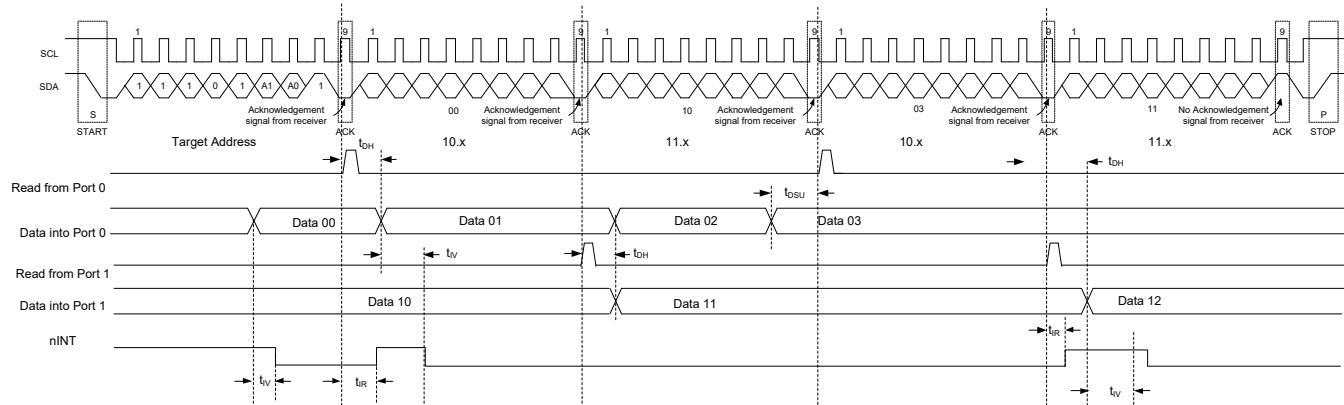 1 9 1 9 1 9 1 9 1 9
SCL
SDA
1 1 1 0 1 A1 A0 1 00 10 03 11
S
START
Acknowledgement
signal from receiver
ACK
Acknowledgement
signal from receiver
ACK
Acknowledgement
signal from receiver
ACK
Acknowledgement
signal from receiver
ACK
No Acknowledgement
signal from receiver
ACK
P
STOP
Target Address 10.x 11.x 10.x 11.x
tDH tDH
Read from Port 0
tDSU
Data 00 Data 01 Data 02 Data 03
Data into Port 0
tIV tDH
Read from Port 1
Data into Port 1 Data 10 Data 11 Data 12
nINT
tIR
tIV tIR tIV